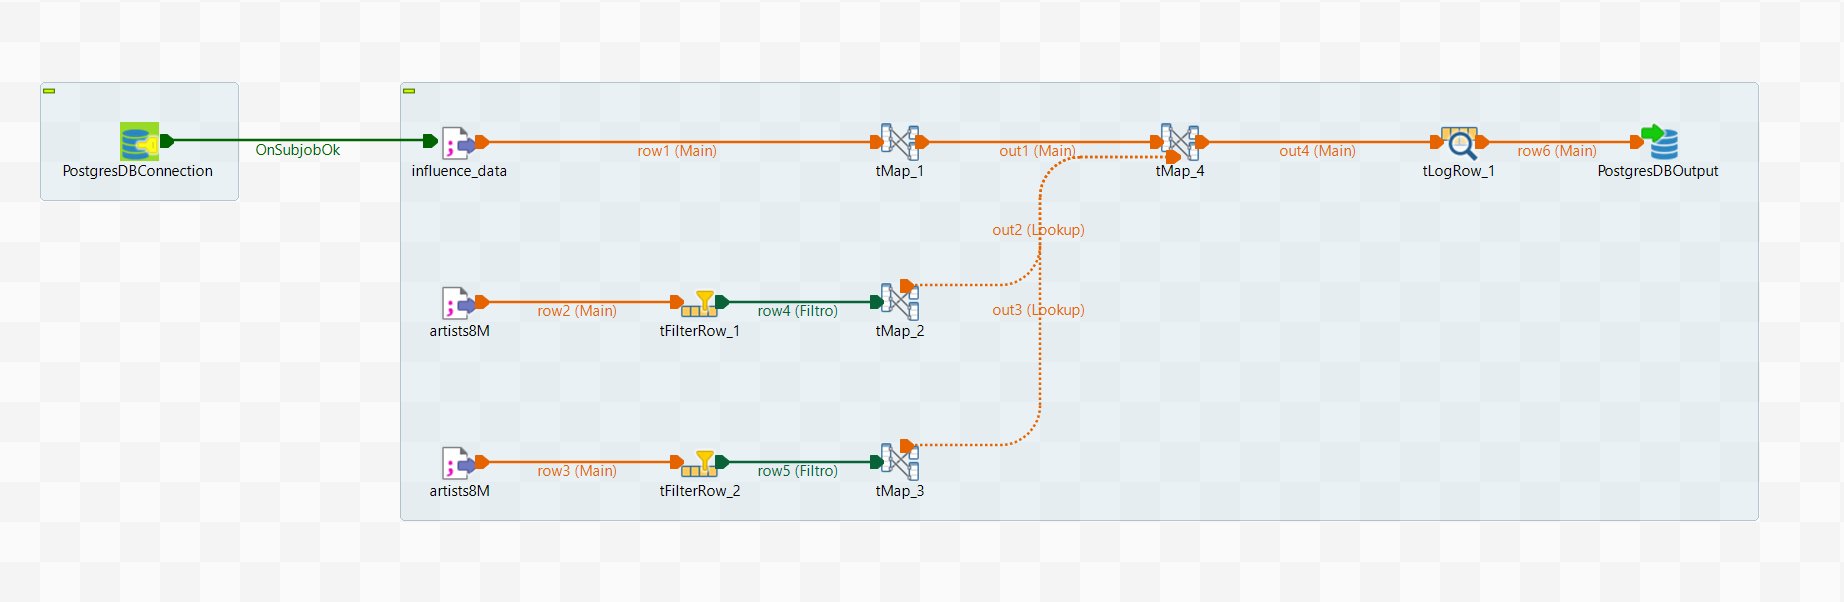 PostgresDBConnection
OnSubjobOk
influence_data
row1 (Main)
tMap_1
out1 (Main)
tMap_4
out4 (Main)
tLogRow_1
row6 (Main)
PostgresDBOutput
out2 (Lookup)
artists8M
row2 (Main)
tFilterRow_1
row4 (Filtro)
tMap_2
out3 (Lookup)
artists8M
row3 (Main)
tFilterRow_2
row5 (Filtro)
tMap_3